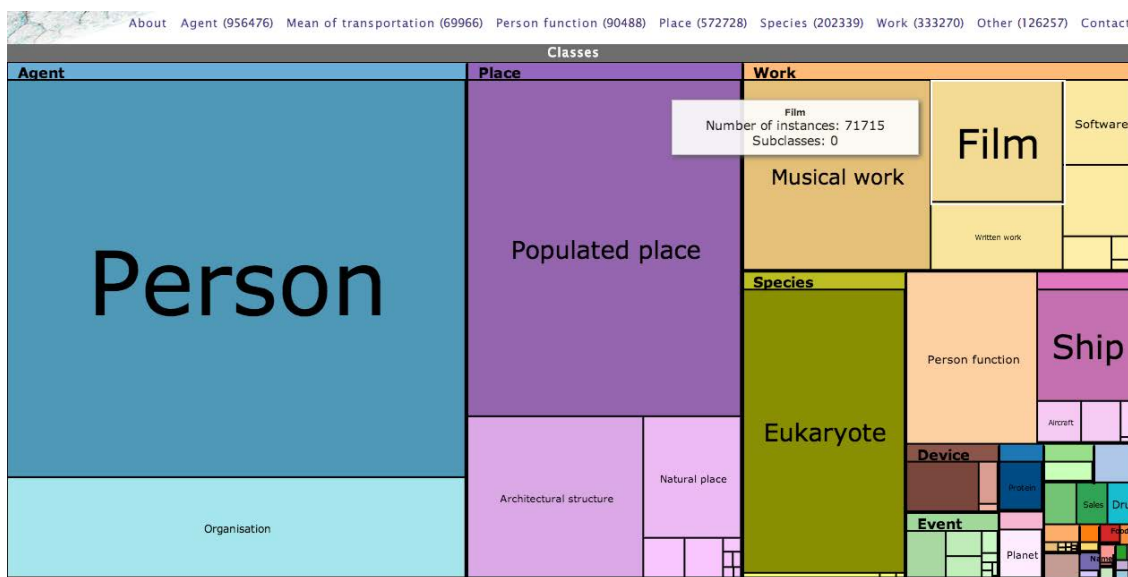 About Agent (956476) Mean of transportation (69966) Person function (90488) Place (572728) Species (202339) Work (333270) Other (126257) Contact
Classes
Agent
Place
Work
Film
Number of instances: 71715
Subclasses: 0
Film
Software
Musical work
Written work
Person
Populated place
Species
Person function
Ship
Eukaryote
Aircraft
Architectural structure
Natural place
Organisation
Device
Protein
Sales
Event
Planet
Food